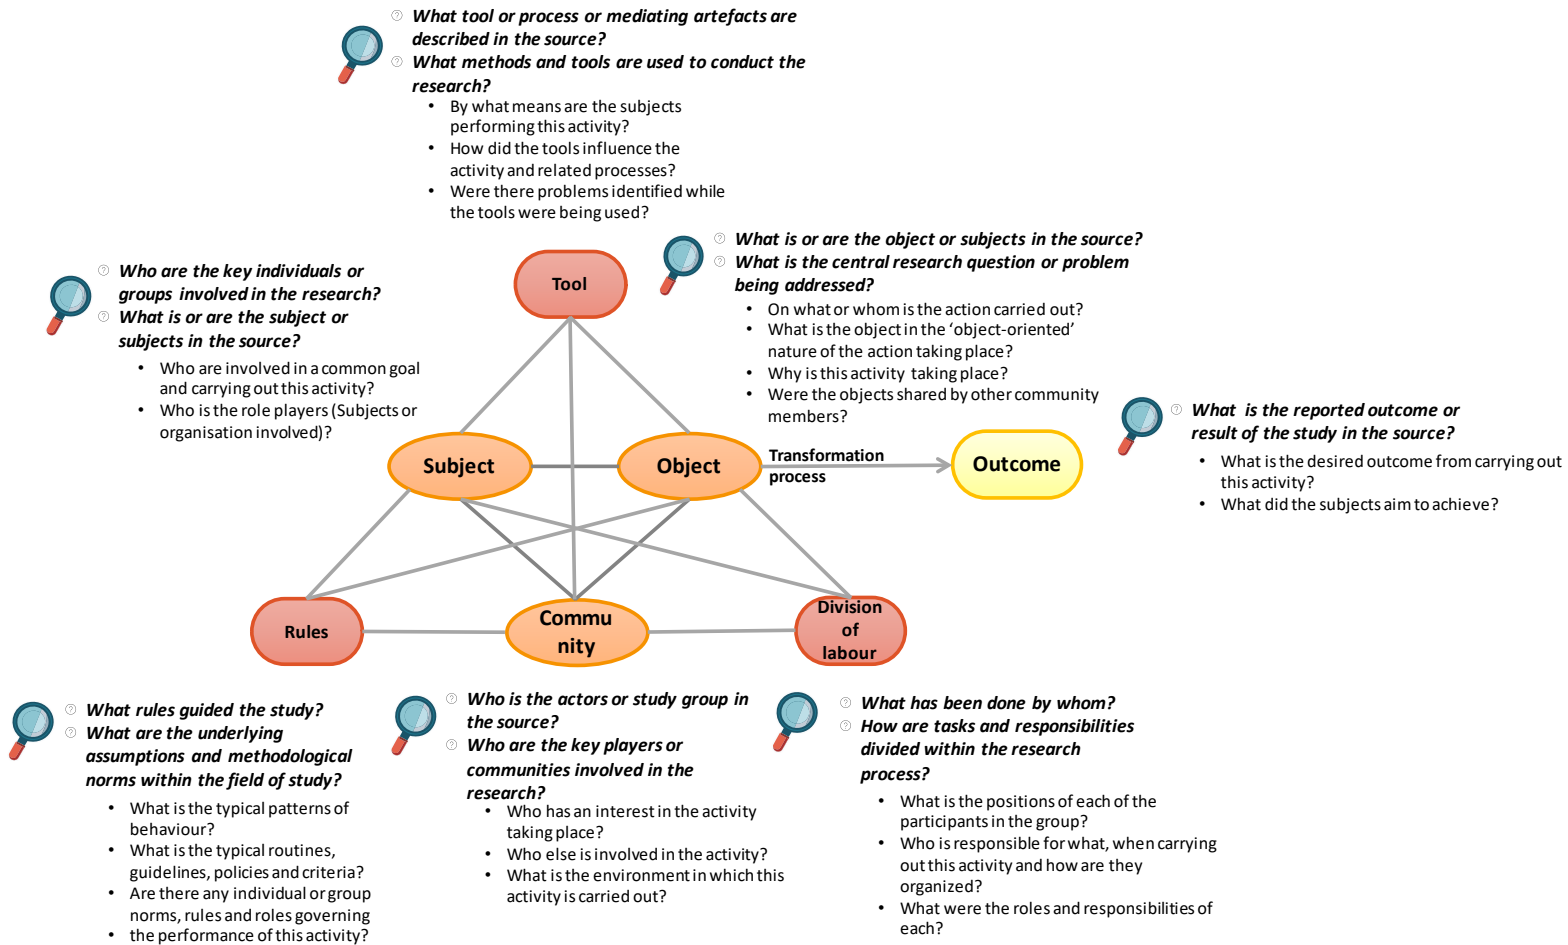 What tool or process or mediating artefacts are
described in the source?
What methods and tools are used to conduct the
research?
• By what means are the subjects
performing this activity?
• How did the tools influence the
activity and related processes?
• Were there problems identified while
the tools were being used?
What is or are the object or subjects in the source?
What is the central research question or problem
being addressed?
• On what or whom is the action carried out?
• What is the object in the ‘object-oriented’
nature of the action taking place?
• Why is this activity taking place?
• Were the objects shared by other community
members?
Who are the key individuals or
groups involved in the research?
What is or are the subject or
subjects in the source?
• Who are involved in a common goal
and carrying out this activity?
• Who is the role players (Subjects or
organisation involved)?
Tool
What is the reported outcome or
result of the study in the source?
• What is the desired outcome from carrying out
this activity?
• What did the subjects aim to achieve?
Subject
Object
Transformation
process
Outcome
Rules
Commu
nity
Division
of
labour
What rules guided the study?
What are the underlying
assumptions and methodological
norms within the field of study?
• What is the typical patterns of
behaviour?
• What is the typical routines,
guidelines, policies and criteria?
• Are there any individual or group
norms, rules and roles governing
• the performance of this activity?
Who is the actors or study group in
the source?
Who are the key players or
communities involved in the
research?
• Who has an interest in the activity
taking place?
• Who else is involved in the activity?
• What is the environment in which this
activity is carried out?
What has been done by whom?
How are tasks and responsibilities
divided within the research
process?
• What is the positions of each of the
participants in the group?
• Who is responsible for what, when carrying
out this activity and how are they
organized?
• What were the roles and responsibilities of
each?